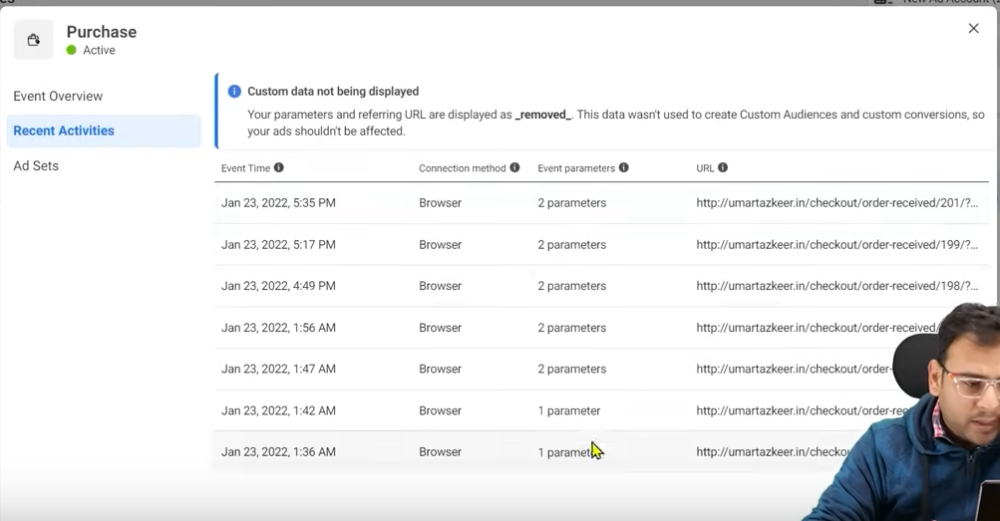 New Ad Account
Purchase
Active
Event Overview
Recent Activities
Ad Sets
Custom data not being displayed
Your parameters and referring URL are displayed as _removed_. This data wasn't used to create Custom Audiences and custom conversions, so
your ads shouldn't be affected.
Event Time Connection method Event parameters URL
Jan 23, 2022, 5:35 PM Browser 2 parameters http://umartazkeer.in/checkout/order-received/201/?...
Jan 23, 2022, 5:17 PM Browser 2 parameters http://umartazkeer.in/checkout/order-received/199/?...
Jan 23, 2022, 4:49 PM Browser 2 parameters http://umartazkeer.in/checkout/order-received/198/?...
Jan 23, 2022, 1:56 AM Browser 2 parameters http://umartazkeer.in/checkout/order-received/
Jan 23, 2022, 1:47 AM Browser 2 parameters http://umartazkeer.in/checkout/order-
Jan 23, 2022, 1:42 AM Browser 1 parameter http://umartazkeer.in/checkout/order-rec
Jan 23, 2022, 1:36 AM Browser 1 paramet http://umartazkeer.in/checkou